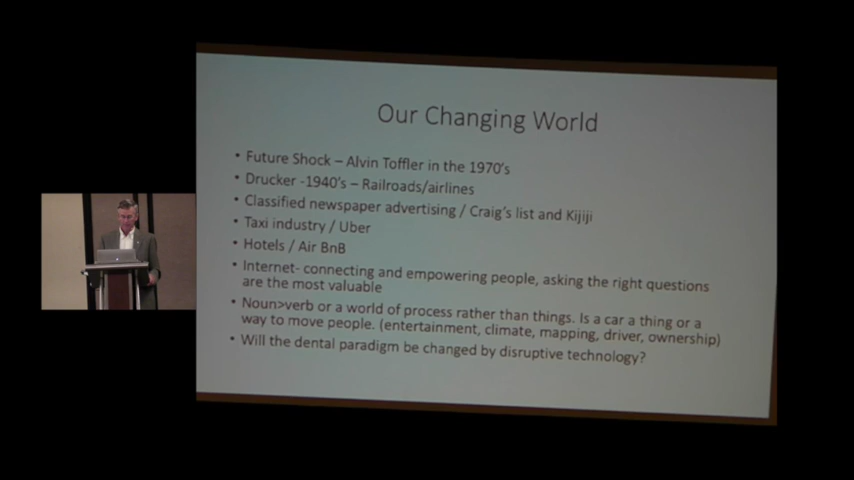 Our Changing World
• Future Shock – Alvin Toffler in the 1970's
• Drucker -1940's – Railroads/airlines
• Classified newspaper advertising / Craig's list and Kijiji
• Taxi industry / Uber
• Hotels / Air BnB
• Internet- connecting and empowering people, asking the right questions
are the most valuable
• Noun>verb or a world of process rather than things. Is a car a thing or a
way to move people. (entertainment, climate, mapping, driver, ownership)
• Will the dental paradigm be changed by disruptive technology?